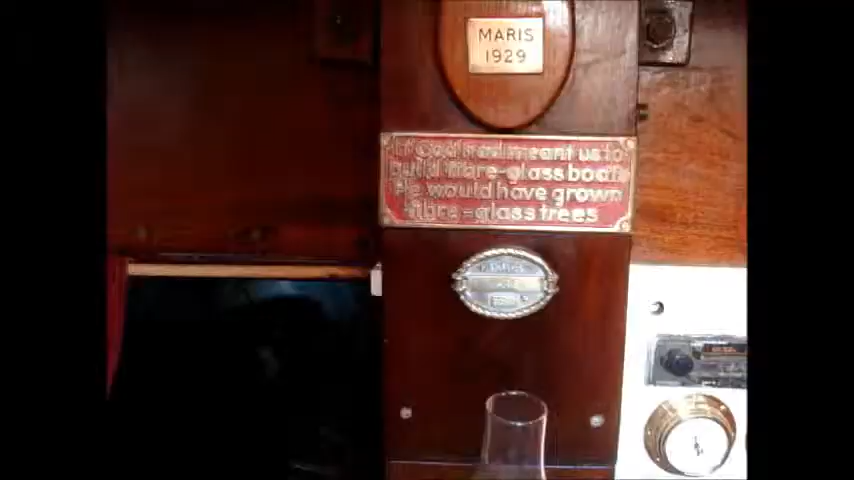 MARIS
1929
If God had meant us to
build fibre-glass boats
He would have grown
fibre-glass trees